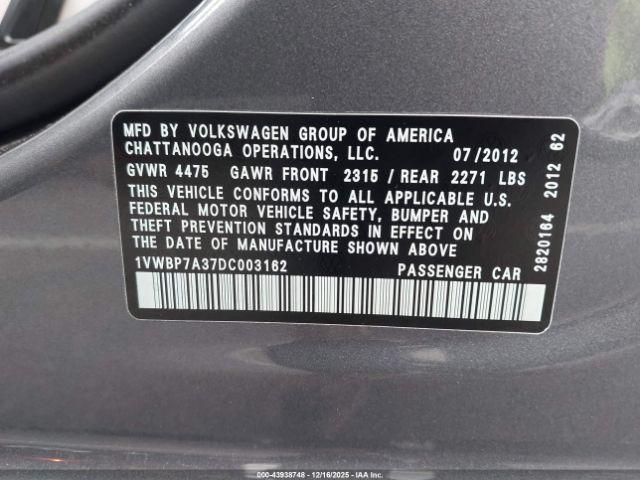 MFD BY VOLKSWAGEN GROUP OF AMERICA
CHATTANOOGA OPERATIONS, LLC. 07/2012
GVWR 4475 GAWR FRONT 2315 / REAR 2271 LBS
THIS VEHICLE CONFORMS TO ALL APPLICABLE U.S.
FEDERAL MOTOR VEHICLE SAFETY, BUMPER AND
THEFT PREVENTION STANDARDS IN EFFECT ON
THE DATE OF MANUFACTURE SHOWN ABOVE
1VWBP7A37DC003162 PASSENGER CAR
2820164 2012 62
000-43938748 - 12/16/2025 - IAA Inc.